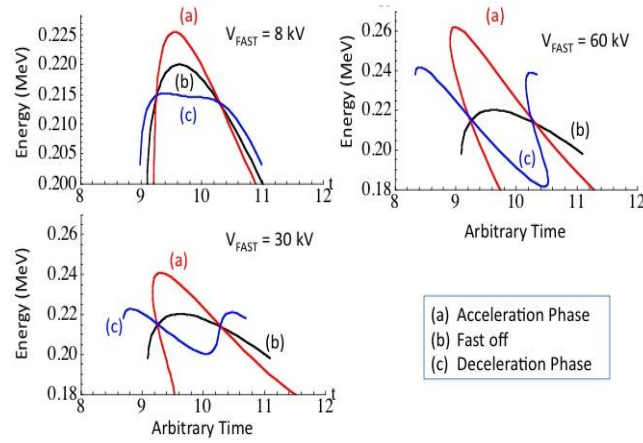 (a)
V_FAST = 8 kV
Energy (MeV)
0.225
0.220
0.215
0.210
0.205
0.200
(b)
(c)
8 9 10 11 12
t
(a)
V_FAST = 60 kV
Energy (MeV)
0.26
0.24
0.22
0.20
0.18
(b)
(c)
8 9 10 11 12
Arbitrary Time
V_FAST = 30 kV
(a)
Energy (MeV)
0.26
0.24
0.22
0.20
0.18
(c)
(b)
8 9 10 11 12
t
Arbitrary Time
(a) Acceleration Phase
(b) Fast off
(c) Deceleration Phase